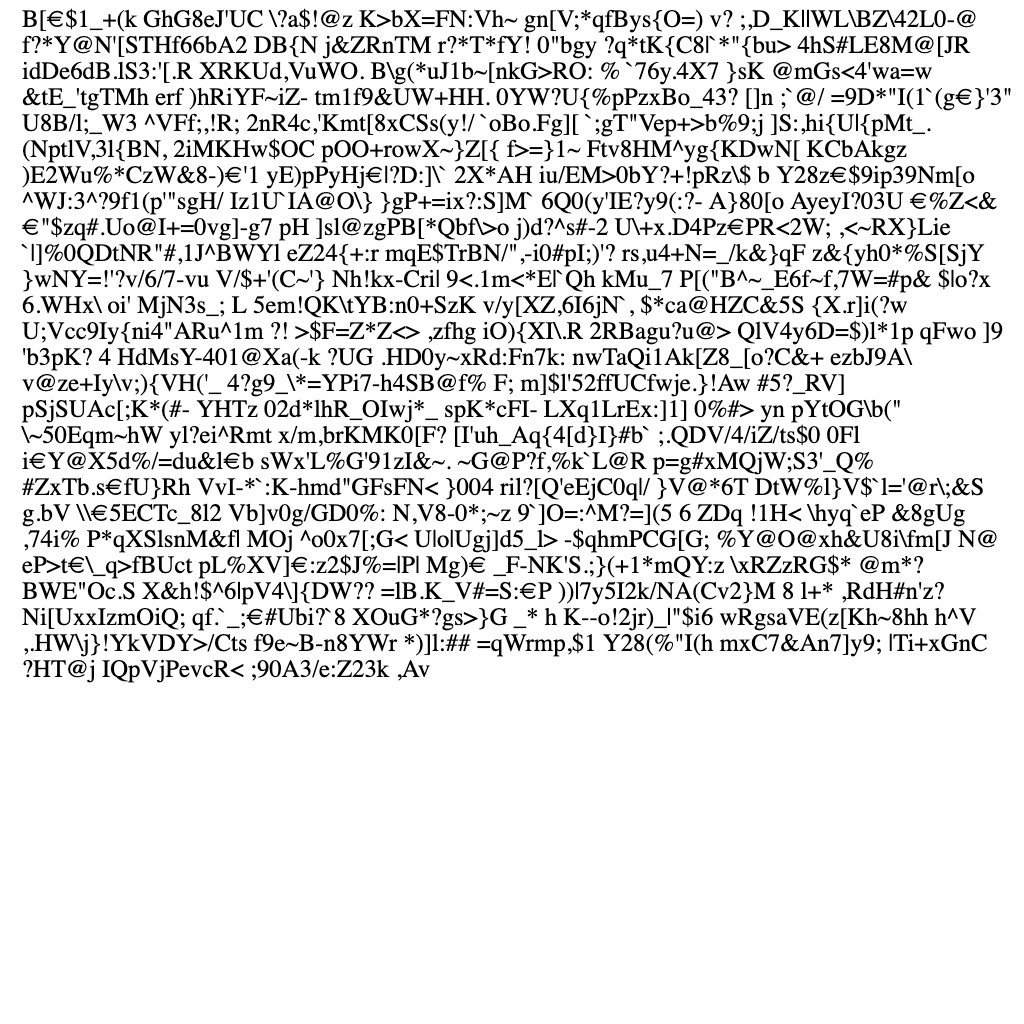 B[€$1_+(k GhG8eJ'UC \?a$!@z K>bX=FN:Vh~ gn[V;*qfBys{O=) v? ;,D_K||WL\BZ\42L0-@
f?*Y@N'[STHf66bA2 DB{N j&ZRnTM r?*T*fY! 0"bgy ?q*tK{C8|`*"{bu> 4hS#LE8M@[JR
idDe6dB.lS3:'[.R XRKUd,VuWO. B\g(*uJ1b~[nkG>RO: %`76y.4X7 }sK @mGs<4'wa=w
&tE_'tgTMh erf )hRiYF~iZ- tm1f9&UW+HH. 0YW?U{%pPzxBo_43? []n ;`@/ =9D*"I(1`(g€}'3"
U8B/l;_W3 ^VFf;,!R; 2nR4c,'Kmt[8xCSs(y!/`oBo.Fg][`;gT"Vep+>b%9;j ]S:,hi{U|{pMt_.
(NptlV,3l{BN, 2iMKHw$OC pOO+rowX~}Z[{ f>=}1~ Ftv8HM^yg{KDwN[ KCbAkgz
)E2Wu%*CzW&8-)€'1 yE)pPyHj€|?D:]\` 2X*AH iu/EM>0bY?+!pRz\$ b Y28z€$9ip39Nm[o
^WJ:3^?9f1(p'"sgH/ Iz1U`IA@O\} }gP+=ix?:S]M` 6Q0(y'IE?y9(:?- A}80[o AyeyI?03U €%Z<&
€"$zq#.Uo@I+=0vg]-g7 pH ]sl@zgPB[*Qbf\>o j)d?^s#-2 U\+x.D4Pz€PR<2W; ,<~RX}Lie
`l]%0QDtNR"#,1J^BWYl eZ24{+:r mqE$TrBN/",-i0#pI;)'? rs,u4+N=_/k&}qF z&{yh0*%S[SjY
}wNY=!'?v/6/7-vu V/$+'(C~'} Nh!kx-Cri| 9<.1m<*E|`Qh kMu_7 P[("B^~_E6f~f,7W=#p& $|o?x
6.WHx\ oi' MjN3s_; L 5em!QK\tYB:n0+SzK v/y[XZ,6I6jN`, $*ca@HZC&5S {X.r]i(?w
U;Vcc9Iy{ni4"ARu^1m ?! >$F=Z*Z<> ,zfhg iO){XI\.R 2RBagu?u@> QlV4y6D=$)l*1p qFwo ]9
'b3pK? 4 HdMsY-401@Xa(-k ?UG .HD0y~xRd:Fn7k: nwTaQi1Ak[Z8_[o?C&+ ezbJ9A\
v@ze+Iy\v;){VH('_ 4?g9_\*=YPi7-h4SB@f% F; m]$l'52ffUCfwje.}!Aw #5?_RV]
pSjSUAc[;K*(#- YHTz 02d*lhR_OIwj*_ spK*cFI- LXq1LrEx:]1] 0%#> yn pYtOG\b("
\~50Eqm~hW yl?ei^Rmt x/m,brKMK0[F? [I'uh_Aq{4[d}I}#b` ;.QDV/4/iZ/ts$0 0Fl
i€Y@X5d%/=du&l€b sWx'L%G'91zI&~. ~G@P?f,%k`L@R p=g#xMQjW;S3'_Q%
#ZxTb.s€fU}Rh VvI-*`:K-hmd"GFsFN< }004 ril?[Q'eEjC0q|/ }V@*6T DtW%l}V$`l='@r\;&S
g.bV \\€5ECTc_8l2 Vb]v0g/GD0%: N,V8-0*;~z 9`]O=:^M?=](5 6 ZDq !1H< \hyq`eP &8gUg
,74i% P*qXSlsnM&f| MOj ^o0x7[;G< U|o|Ugj]d5_l> -$qhmPCG[G; %Y@O@xh&U8i\fm[J N@
eP>t€\_q>fBUct pL%XV]€:z2$J%=|P| Mg)€ _F-NK'S.;}(+1*mQY:z \xRZzRG$* @m*?
BWE"Oc.S X&h!$^6|pV4\]{DW?? =lB.K_V#=S:€P ))|7y5I2k/NA(Cv2}M 8 l+* ,RdH#n'z?
Ni[UxxIzmOiQ; qf.`_;€#Ubi?`8 XOuG*?gs>}G _* h K--o!2jr)_|"$i6 wRgsaVE(z[Kh~8hh h^V
,.HW\j}!YkVDY>/Cts f9e~B-n8YWr *)]l:## =qWrmp,$1 Y28(%"I(h mxC7&An7]y9; |Ti+xGnC
?HT@j IQpVjPevcR< ;90A3/e:Z23k ,Av